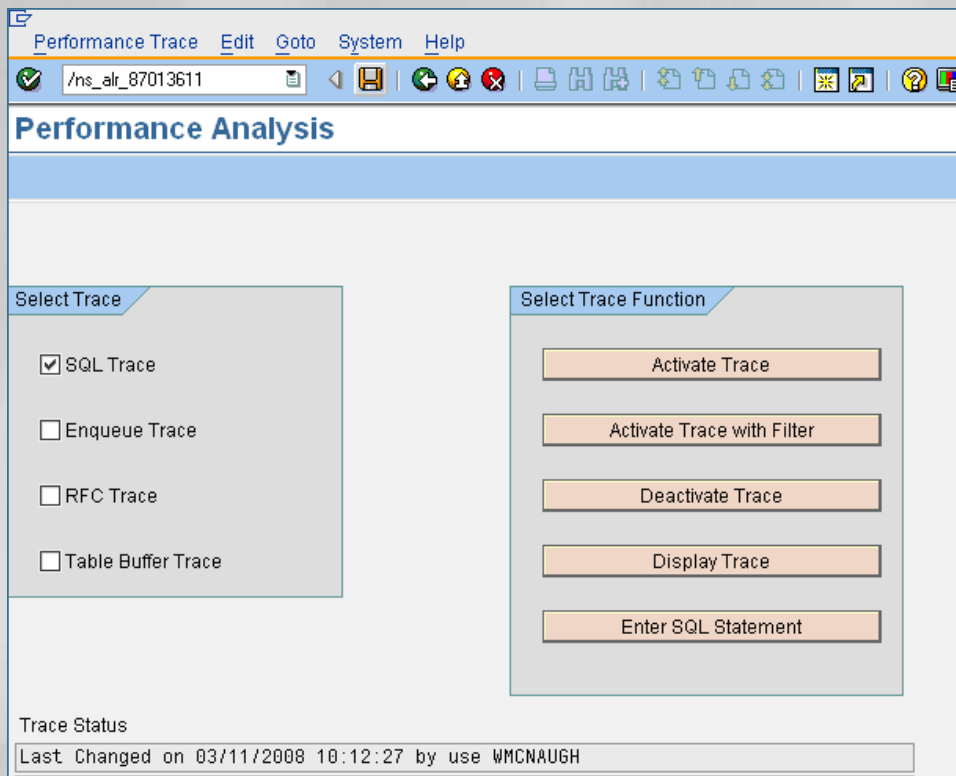 Performance Trace Edit Goto System Help
/ns_alr_87013611
Performance Analysis
Select Trace
SQL Trace
Enqueue Trace
RFC Trace
Table Buffer Trace
Select Trace Function
Activate Trace
Activate Trace with Filter
Deactivate Trace
Display Trace
Enter SQL Statement
Trace Status
Last Changed on 03/11/2008 10:12:27 by use WMCNAUGH